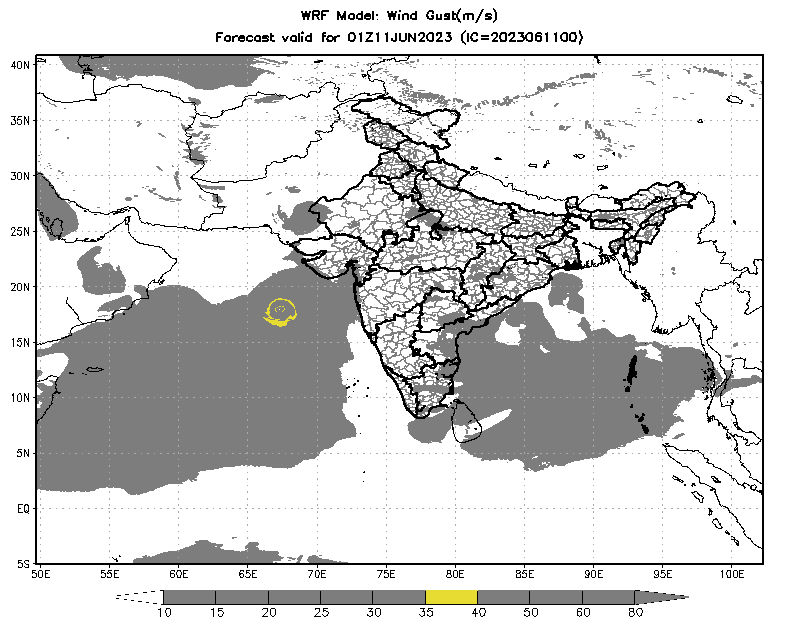 WRF Model: Wind Gust(m/s)
Forecast valid for 01Z11JUN2023 (IC=2023061100)
40N
35N
30N
25N
20N
15N
10N
5N
EQ
5S
50E 55E 60E 65E 70E 75E 80E 85E 90E 95E 100E
10 20 25 30 35 40 50 60 80